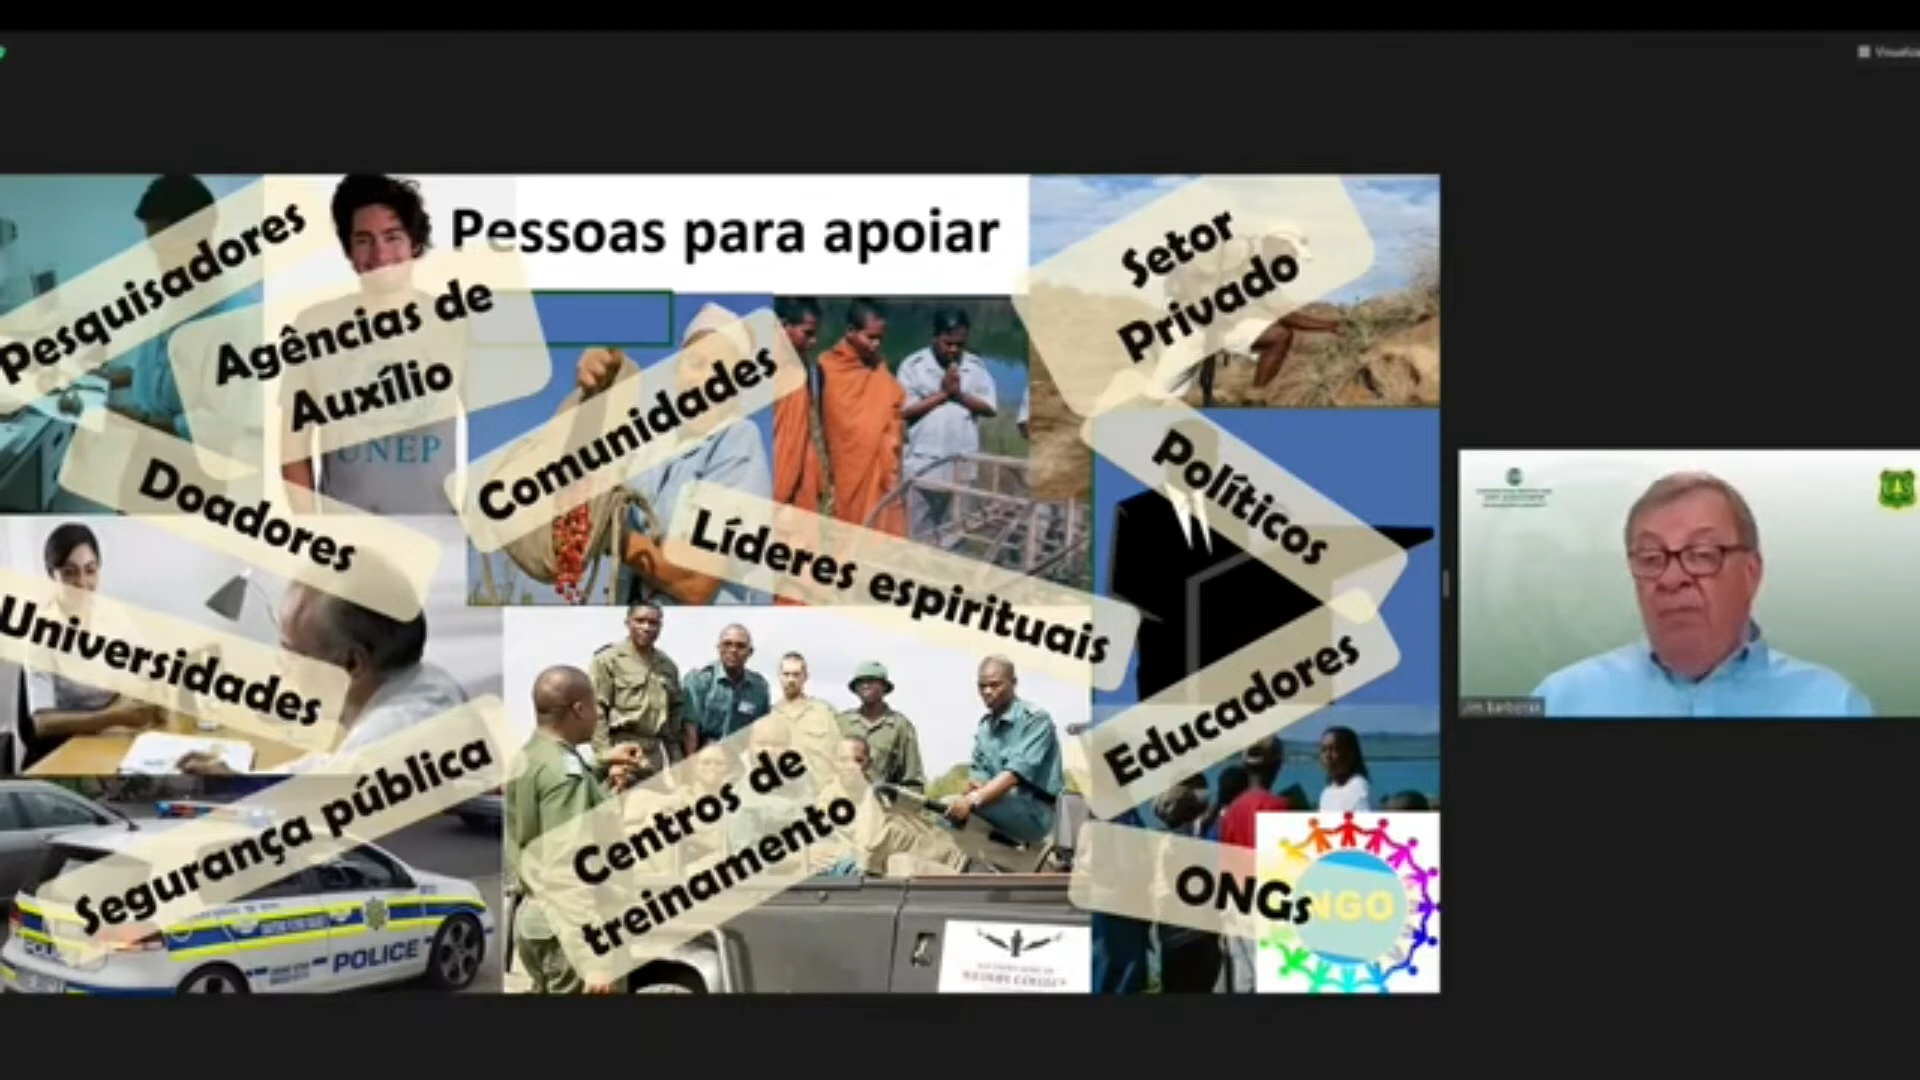 Pessoas para apoiar
Pesquisadores
Agências de
Auxílio
UNEP
Doadores
Comunidades
Setor
Privado
Políticos
Líderes espirituais
Universidades
Educadores
Segurança pública
POLICE
Centros de
treinamento
ONGs
NGO